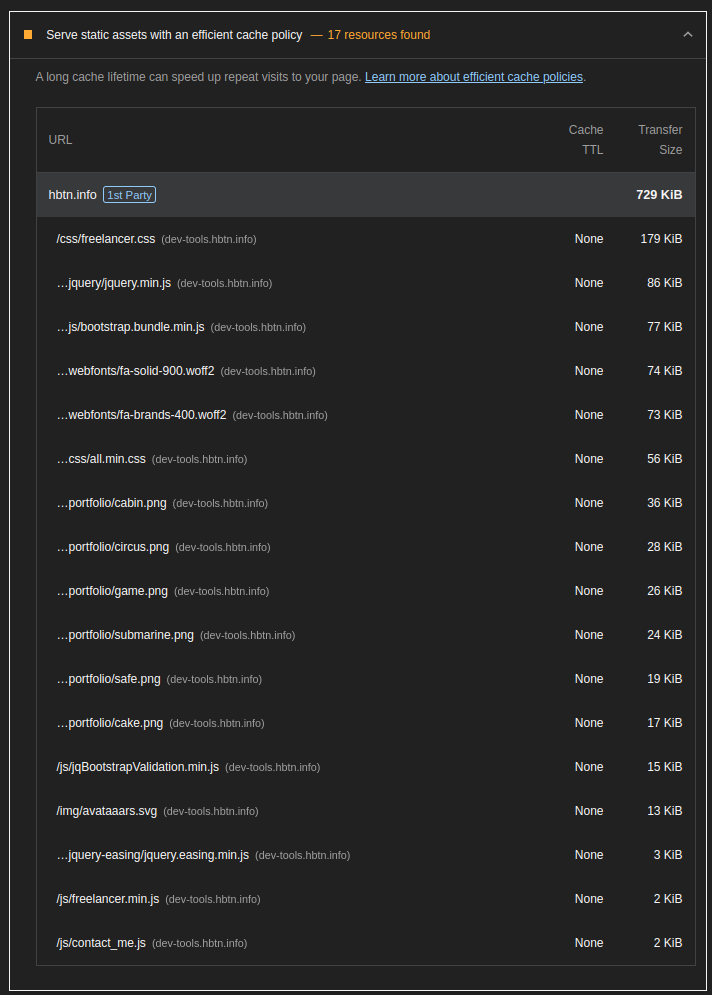 Serve static assets with an efficient cache policy — 17 resources found
A long cache lifetime can speed up repeat visits to your page. Learn more about efficient cache policies.
URL Cache TTL Transfer Size
hbtn.info 1st Party 729 KiB
/css/freelancer.css (dev-tools.hbtn.info) None 179 KiB
…jquery/jquery.min.js (dev-tools.hbtn.info) None 86 KiB
…js/bootstrap.bundle.min.js (dev-tools.hbtn.info) None 77 KiB
…webfonts/fa-solid-900.woff2 (dev-tools.hbtn.info) None 74 KiB
…webfonts/fa-brands-400.woff2 (dev-tools.hbtn.info) None 73 KiB
…css/all.min.css (dev-tools.hbtn.info) None 56 KiB
…portfolio/cabin.png (dev-tools.hbtn.info) None 36 KiB
…portfolio/circus.png (dev-tools.hbtn.info) None 28 KiB
…portfolio/game.png (dev-tools.hbtn.info) None 26 KiB
…portfolio/submarine.png (dev-tools.hbtn.info) None 24 KiB
…portfolio/safe.png (dev-tools.hbtn.info) None 19 KiB
…portfolio/cake.png (dev-tools.hbtn.info) None 17 KiB
/js/jqBootstrapValidation.min.js (dev-tools.hbtn.info) None 15 KiB
/img/avataaars.svg (dev-tools.hbtn.info) None 13 KiB
…jquery-easing/jquery.easing.min.js (dev-tools.hbtn.info) None 3 KiB
/js/freelancer.min.js (dev-tools.hbtn.info) None 2 KiB
/js/contact_me.js (dev-tools.hbtn.info) None 2 KiB